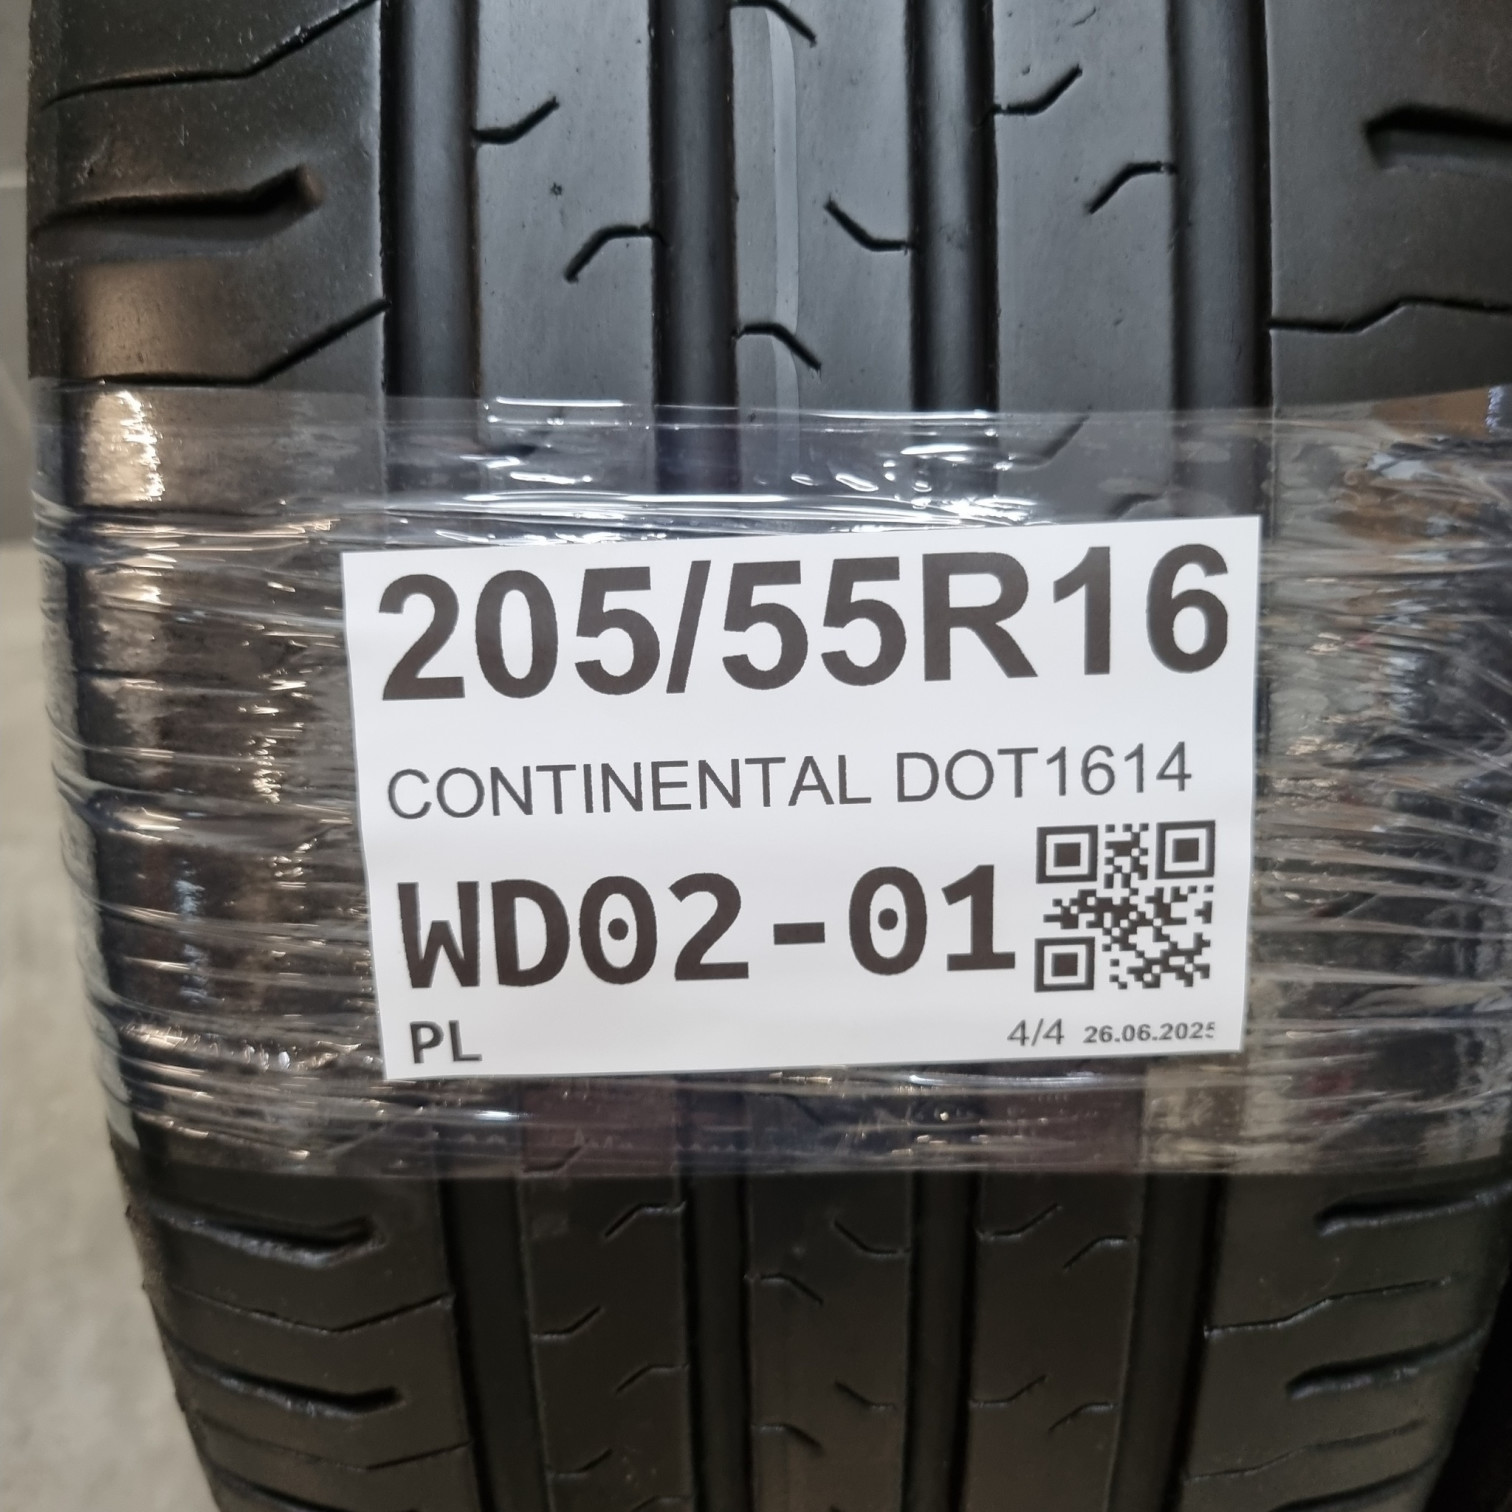 205/55R16
CONTINENTAL DOT1614
WD02-01
PL 4/4 26.06.2025